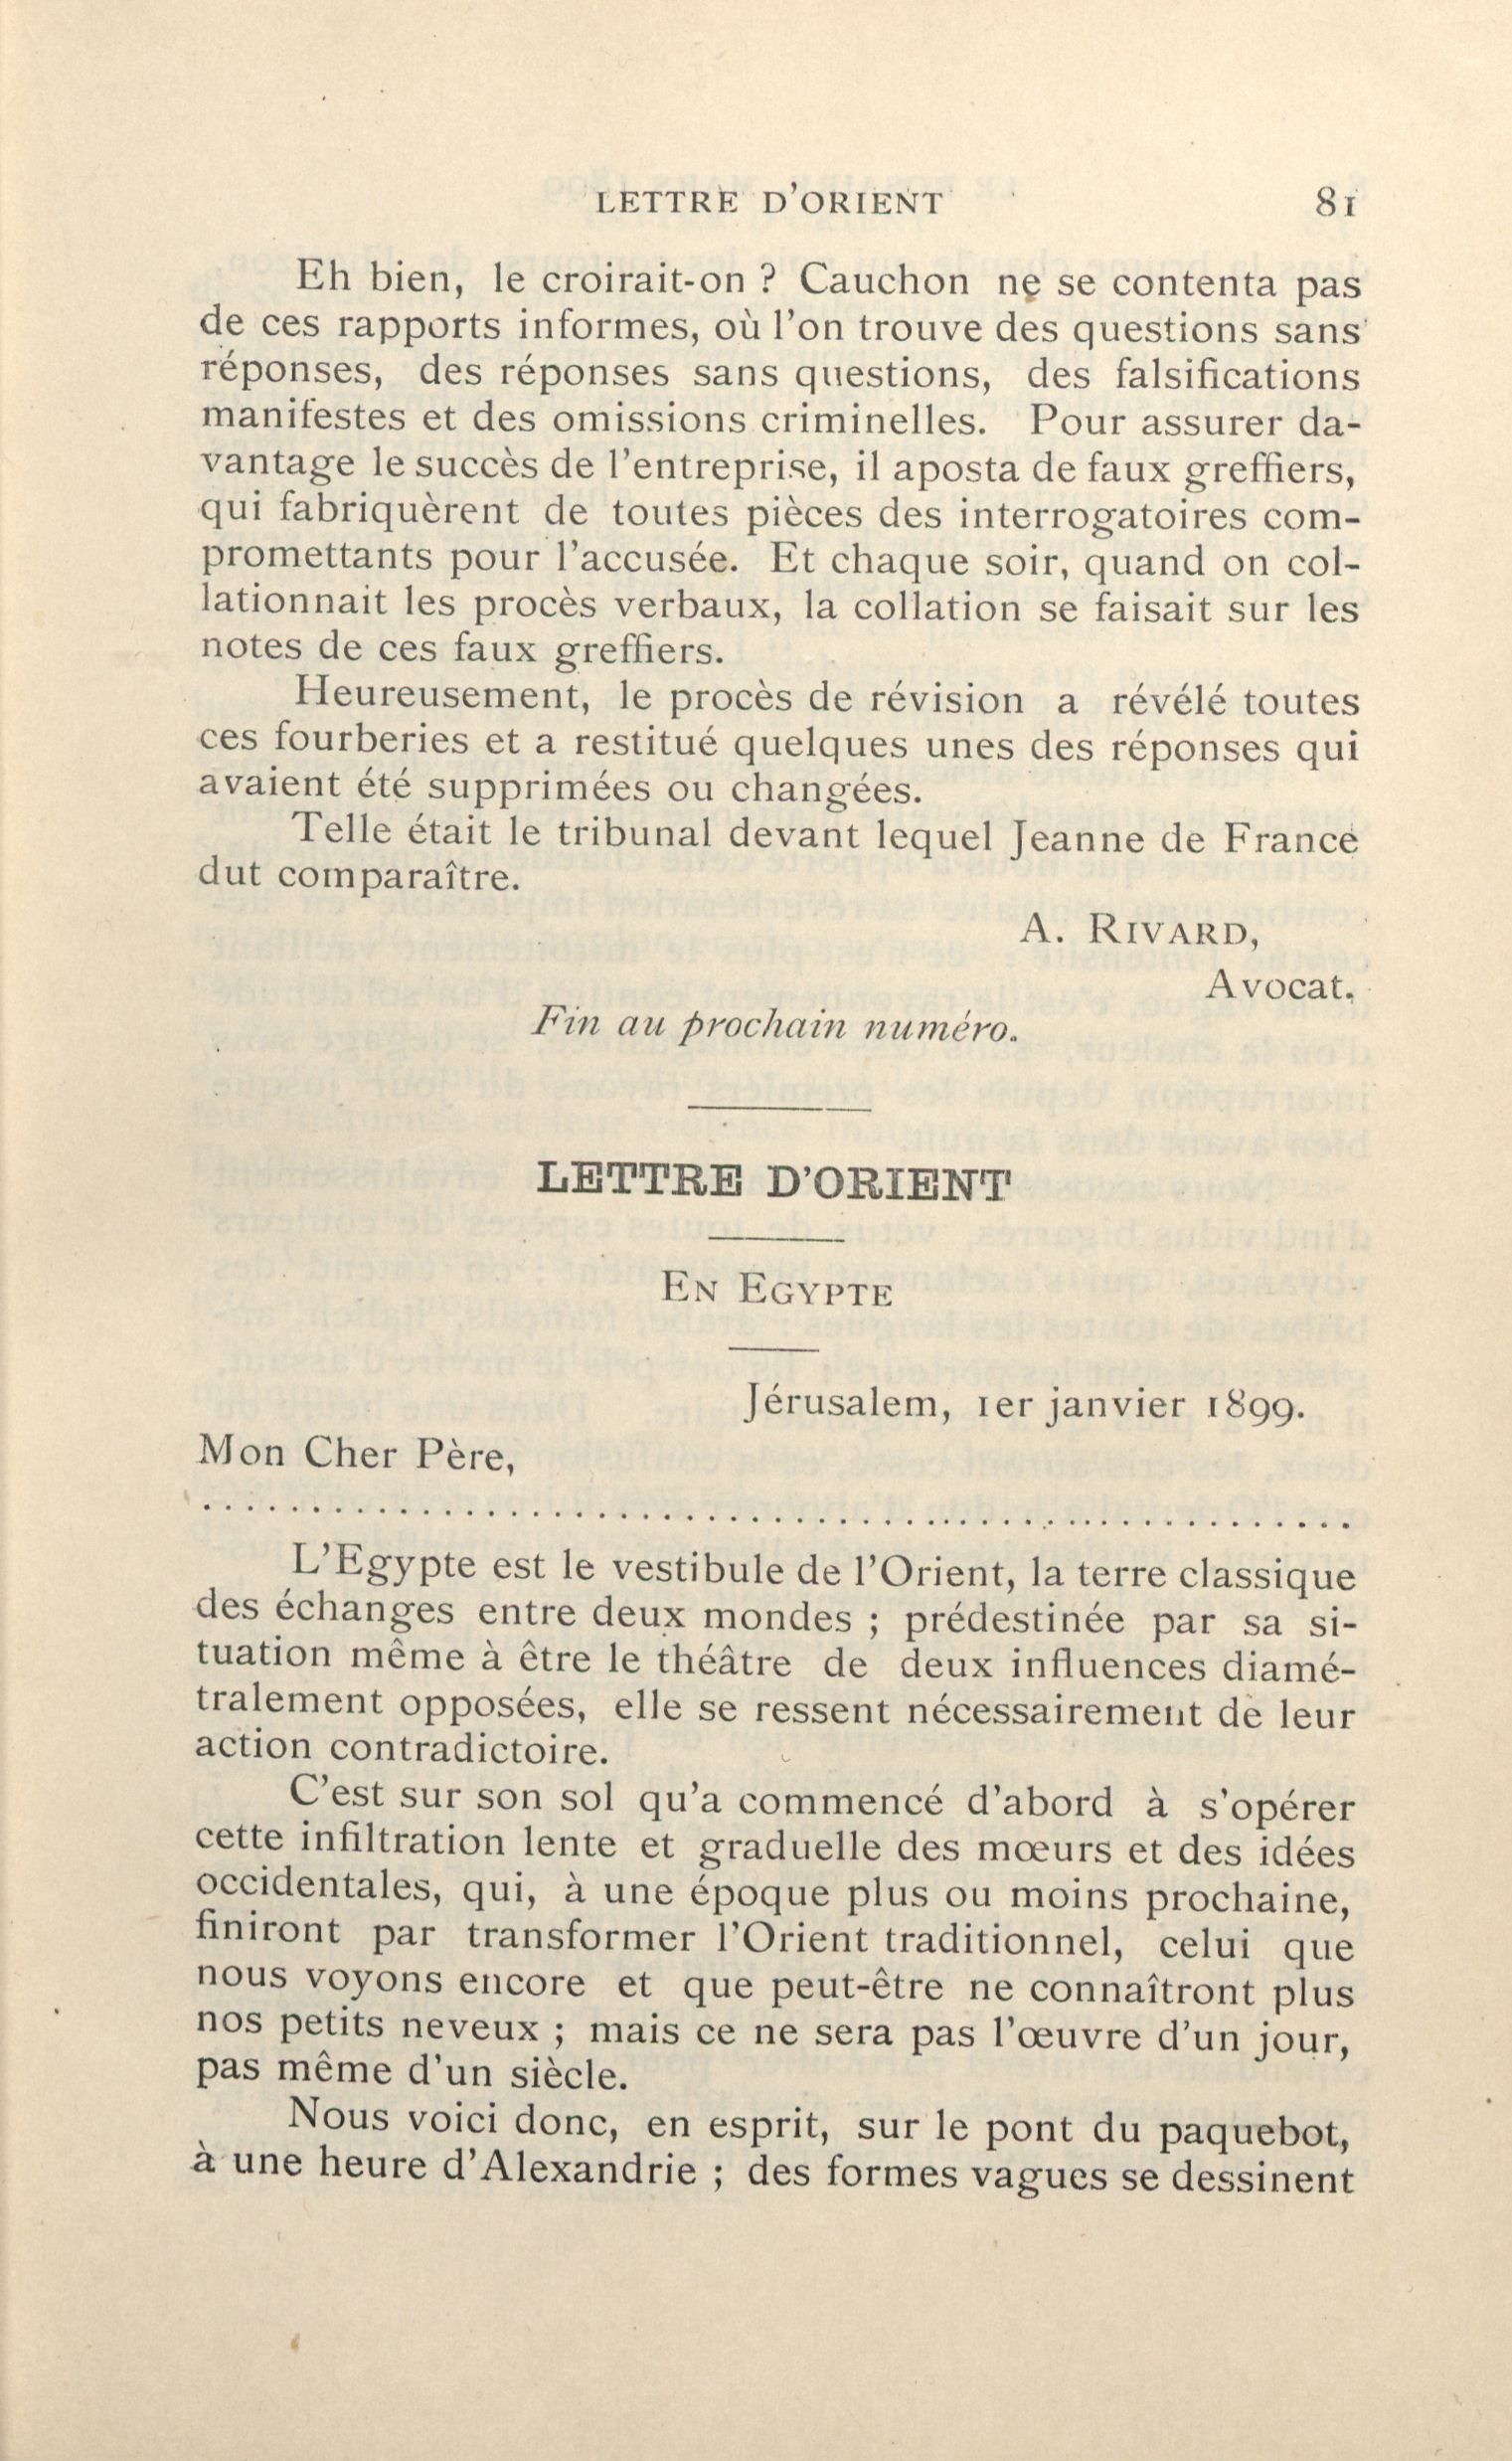 LETTRE D'ORIENT 81
Eh bien, le croirait-on ? Cauchon ne se contenta pas
de ces rapports informes, où l'on trouve des questions sans
réponses, des réponses sans questions, des falsifications
manifestes et des omissions criminelles. Pour assurer da-
vantage le succès de l'entreprise, il aposta de faux greffiers,
qui fabriquèrent de toutes pièces des interrogatoires com-
promettants pour l'accusée. Et chaque soir, quand on col-
lationnait les procès verbaux, la collation se faisait sur les
notes de ces faux greffiers.
Heureusement, le procès de révision a révélé toutes
ces fourberies et a restitué quelques unes des réponses qui
avaient été supprimées ou changées.
Telle était le tribunal devant lequel Jeanne de France
dut comparaître.
A. RIVARD,
Avocat.
Fin au prochain numéro.
LETTRE D'ORIENT
EN EGYPTE
Jérusalem, 1er janvier 1899.
Mon Cher Père,
....................................................
L'Egypte est le vestibule de l'Orient, la terre classique
des échanges entre deux mondes ; prédestinée par sa si-
tuation même à être le théâtre de deux influences diamé-
tralement opposées, elle se ressent nécessairement de leur
action contradictoire.
C'est sur son sol qu'a commencé d'abord à s'opérer
cette infiltration lente et graduelle des mœurs et des idées
occidentales, qui, à une époque plus ou moins prochaine,
finiront par transformer l'Orient traditionnel, celui que
nous voyons encore et que peut-être ne connaîtront plus
nos petits neveux ; mais ce ne sera pas l'œuvre d'un jour,
pas même d'un siècle.
Nous voici donc, en esprit, sur le pont du paquebot,
à une heure d'Alexandrie ; des formes vagues se dessinent